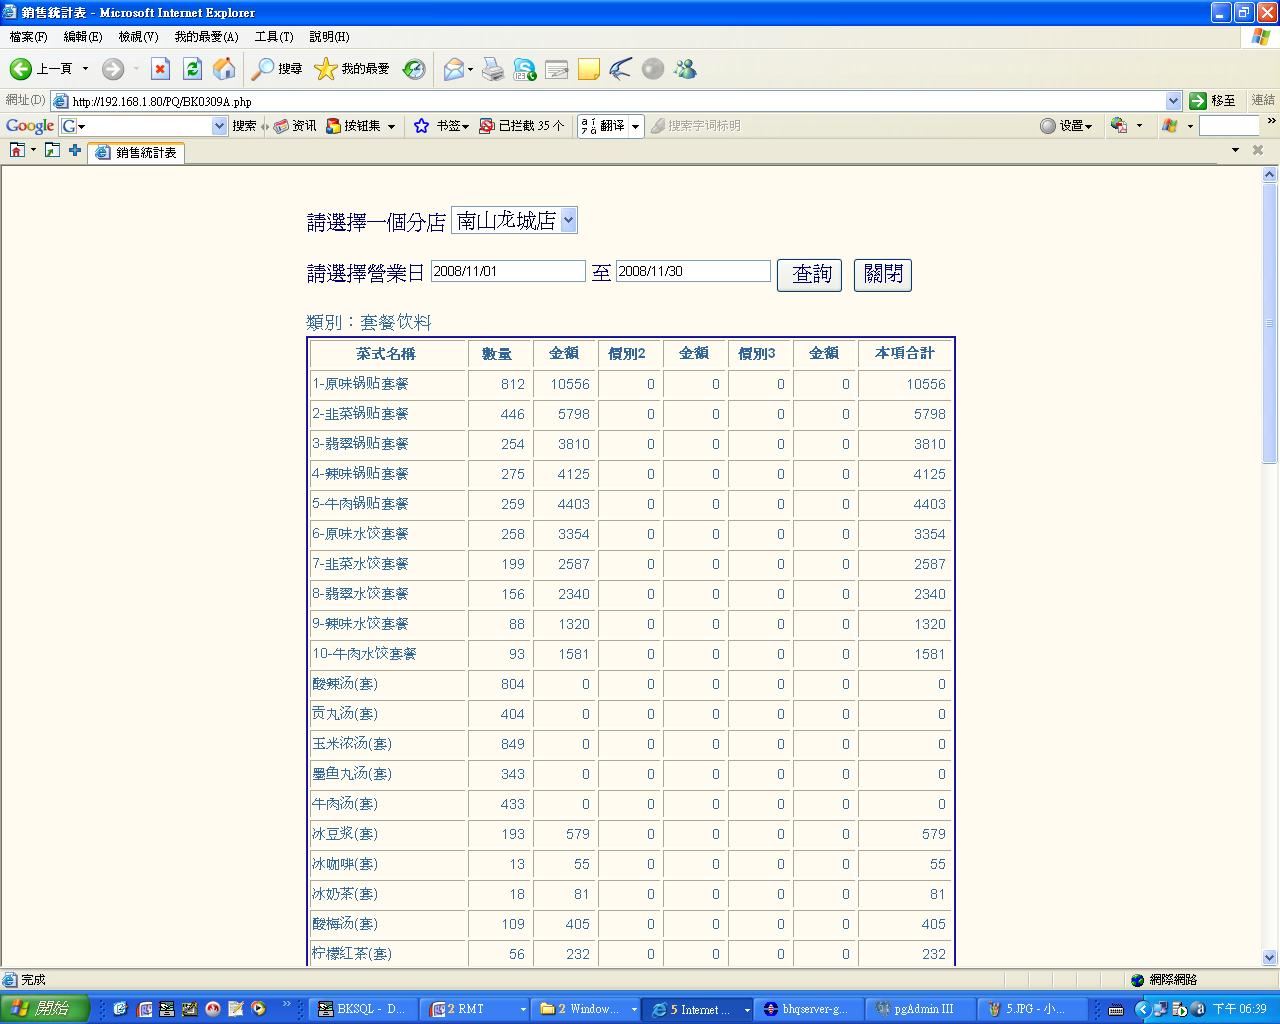 銷售統計表 - Microsoft Internet Explorer
檔案(F) 編輯(E) 檢視(V) 我的最愛(A) 工具(T) 說明(H)
上一頁 搜尋 我的最愛
網址(D) http://192.168.1.80/PQ/BK0309A.php 移至 連結
Google G 搜索 资讯 按钮集 书签 已拦截 35 个 翻译 搜索字词标明 设置 »
銷售統計表
請選擇一個分店 南山龙城店
請選擇營業日 2008/11/01 至 2008/11/30 查詢 關閉
類別：套餐饮料
菜式名稱 數量 金額 價別2 金額 價別3 金額 本項合計
1-原味锅贴套餐 812 10556 0 0 0 0 10556
2-韭菜锅贴套餐 446 5798 0 0 0 0 5798
3-翡翠锅贴套餐 254 3810 0 0 0 0 3810
4-辣味锅贴套餐 275 4125 0 0 0 0 4125
5-牛肉锅贴套餐 259 4403 0 0 0 0 4403
6-原味水饺套餐 258 3354 0 0 0 0 3354
7-韭菜水饺套餐 199 2587 0 0 0 0 2587
8-翡翠水饺套餐 156 2340 0 0 0 0 2340
9-辣味水饺套餐 88 1320 0 0 0 0 1320
10-牛肉水饺套餐 93 1581 0 0 0 0 1581
酸辣汤(套) 804 0 0 0 0 0 0
贡丸汤(套) 404 0 0 0 0 0 0
玉米浓汤(套) 849 0 0 0 0 0 0
墨鱼丸汤(套) 343 0 0 0 0 0 0
牛肉汤(套) 433 0 0 0 0 0 0
冰豆浆(套) 193 579 0 0 0 0 579
冰咖啡(套) 13 55 0 0 0 0 55
冰奶茶(套) 18 81 0 0 0 0 81
酸梅汤(套) 109 405 0 0 0 0 405
柠檬红茶(套) 56 232 0 0 0 0 232
完成 網際網路
開始 » BKSQL - D... 2 RMT 2 Window... 5 Internet ... bhqserver-g... pgAdmin III 5.JPG - 小... 下午 06:39